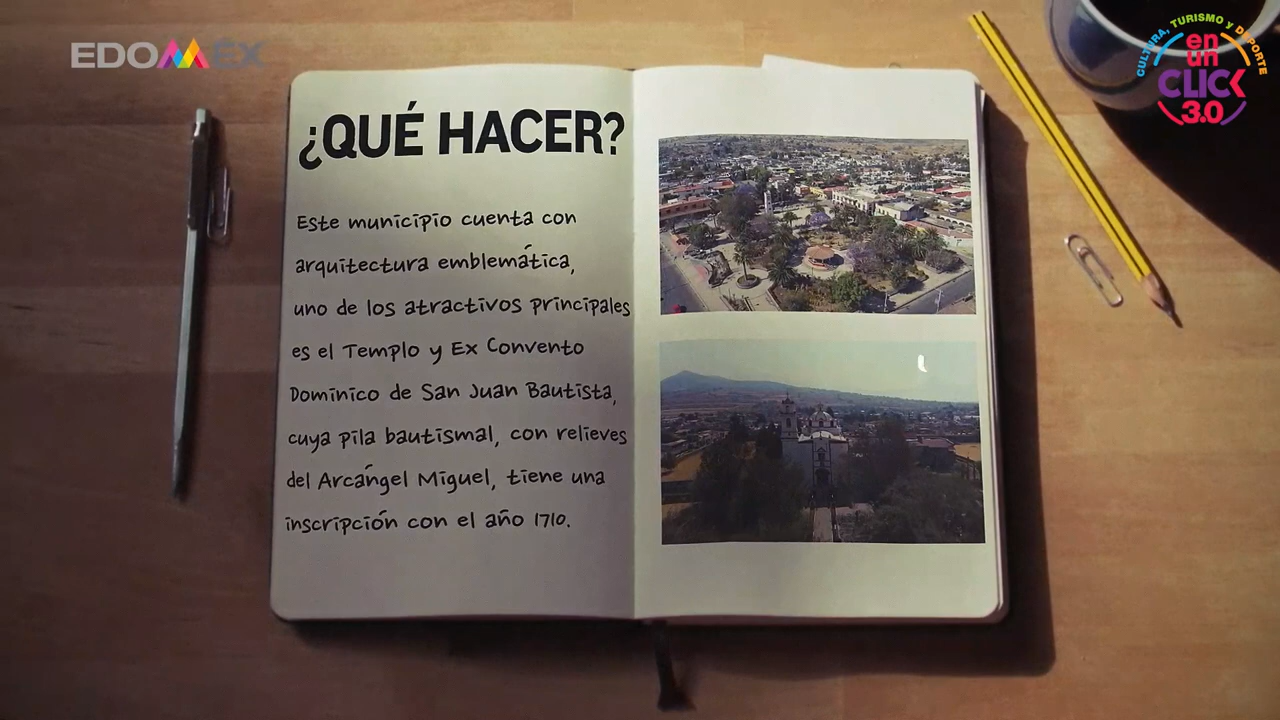 EDOMÉX
CULTURA, TURISMO y DEPORTE
en
un
CLICK
3.0
¿QUÉ HACER?
Este municipio cuenta con
arquitectura emblemática,
uno de los atractivos principales
es el Templo y Ex Convento
Dominico de San Juan Bautista,
cuya pila bautismal, con relieves
del Arcángel Miguel, tiene una
inscripción con el año 1710.